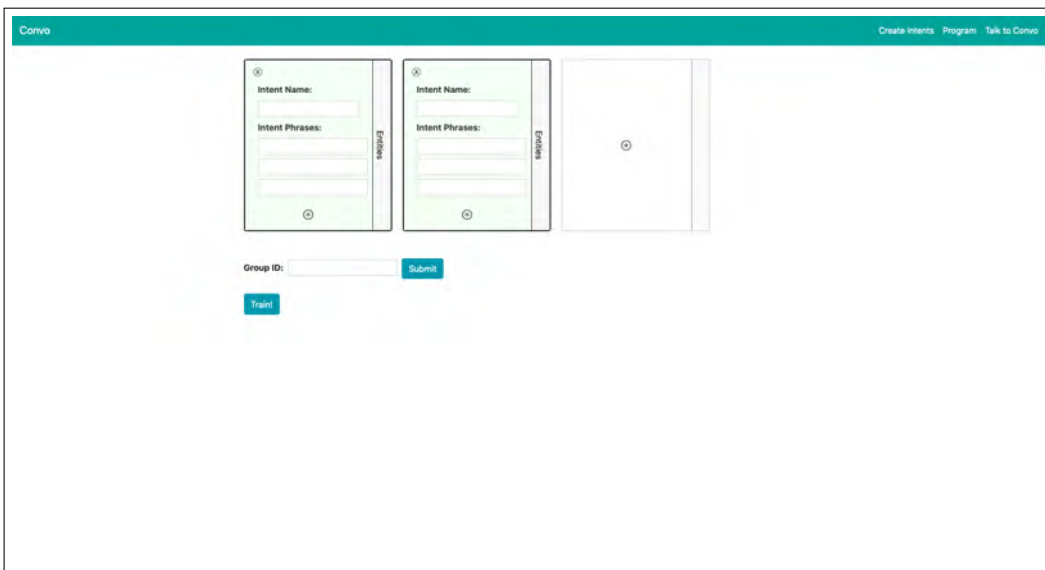 Convo
Create Intents Program Talk to Convo
Intent Name:
Intent Phrases:
Entities
Intent Name:
Intent Phrases:
Entities
Group ID:
Submit
Train!